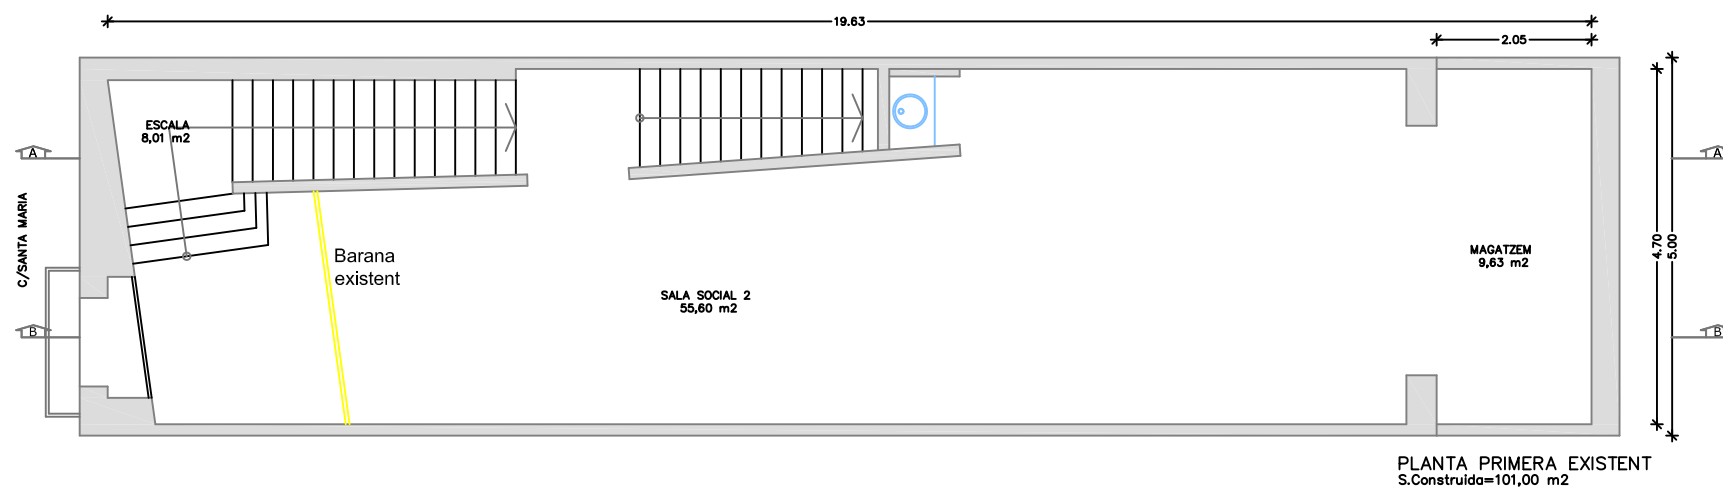 19.63
2.05
ESCALA
8,01 m2
A
A
C/SANTA MARIA
Barana
existent
4.70
5.00
MAGATZEM
9,63 m2
SALA SOCIAL 2
55,60 m2
B
B
PLANTA PRIMERA EXISTENT
S.Construida=101,00 m2